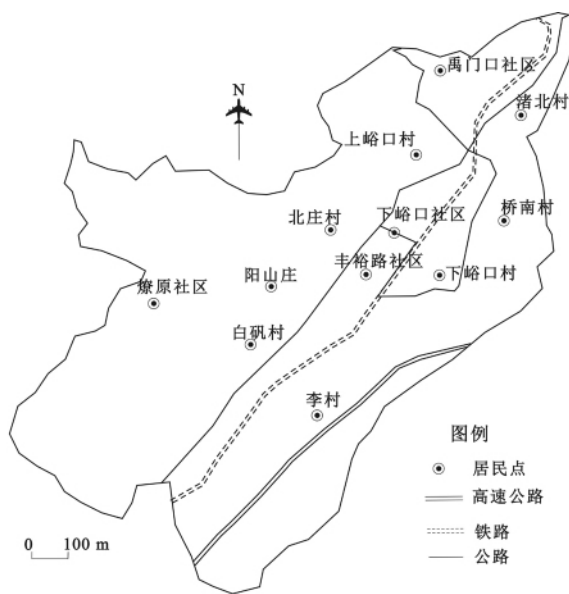 N
禹门口社区
渚北村
上峪口村
北庄村
下峪口社区
桥南村
燎原社区
阳山庄
丰裕路社区
下峪口村
白矾村
李村
图例
居民点
高速公路
铁路
公路
0 100 m